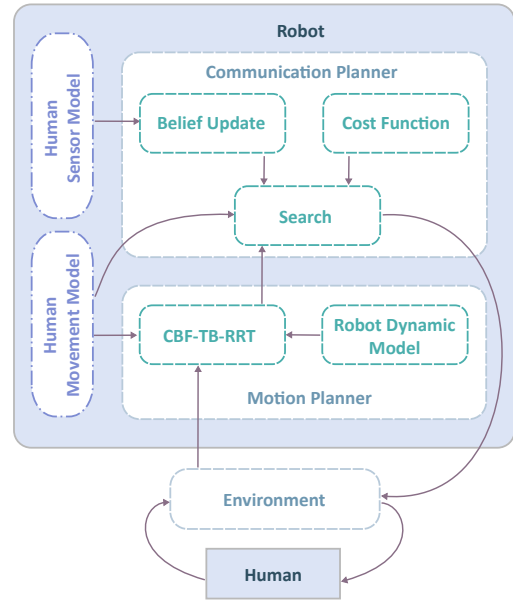 Robot
Human
Sensor Model
Communication Planner
Belief Update
Cost Function
Search
Human
Movement Model
CBF-TB-RRT
Robot Dynamic
Model
Motion Planner
Environment
Human